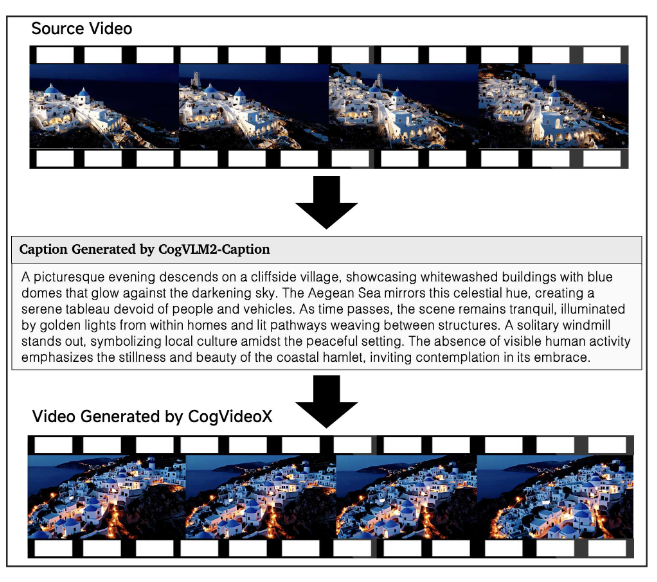 Source Video
Caption Generated by CogVLM2-Caption
A picturesque evening descends on a cliffside village, showcasing whitewashed buildings with blue
domes that glow against the darkening sky. The Aegean Sea mirrors this celestial hue, creating a
serene tableau devoid of people and vehicles. As time passes, the scene remains tranquil, illuminated
by golden lights from within homes and lit pathways weaving between structures. A solitary windmill
stands out, symbolizing local culture amidst the peaceful setting. The absence of visible human activity
emphasizes the stillness and beauty of the coastal hamlet, inviting contemplation in its embrace.
Video Generated by CogVideoX